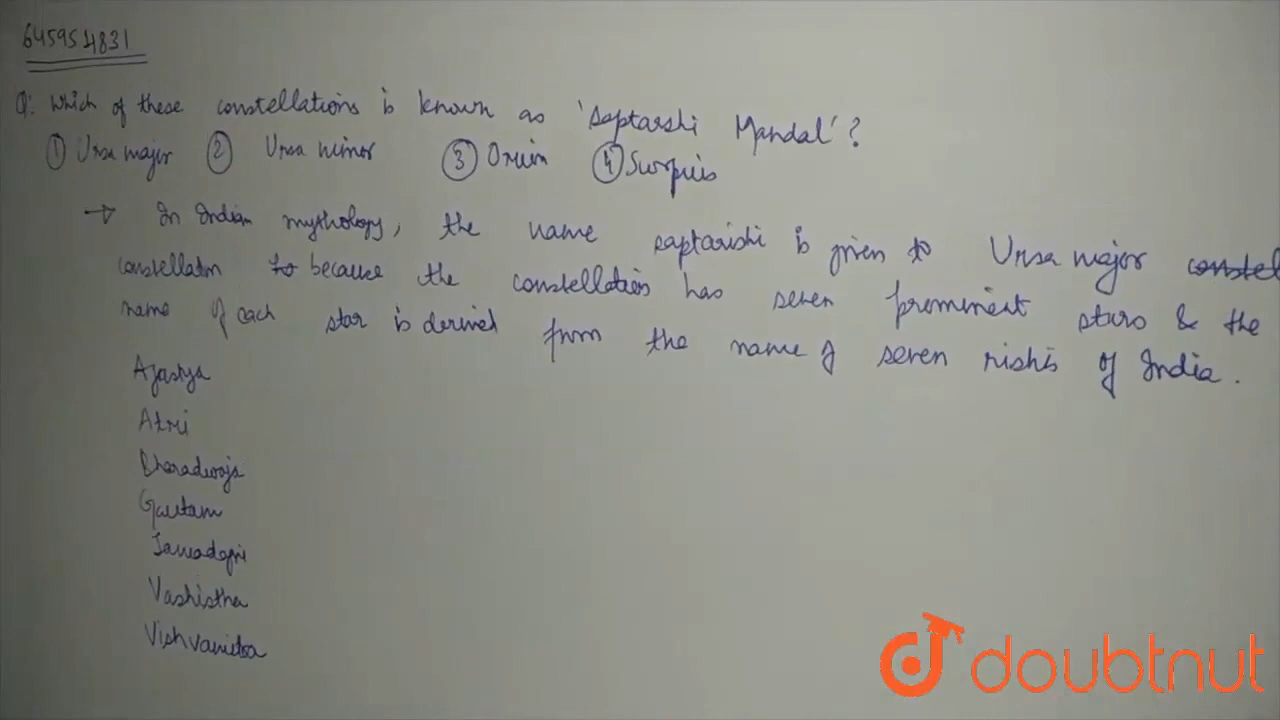 645954831
Q: Which of these constellations is known as 'Saptarshi Mandal'?
① Ursa major ② Ursa minor ③ Orion ④ Scorpius
→ In Indian mythology, the name saptarishi is given to Ursa major constel
constellatn to because the constellation has seven prominent stars & the
name of each star is derived from the name of seven rishis of India.
Agastya
Atri
Bharadwaja
Gautam
Jamadagni
Vashistha
Vishvamitra
doubtnut